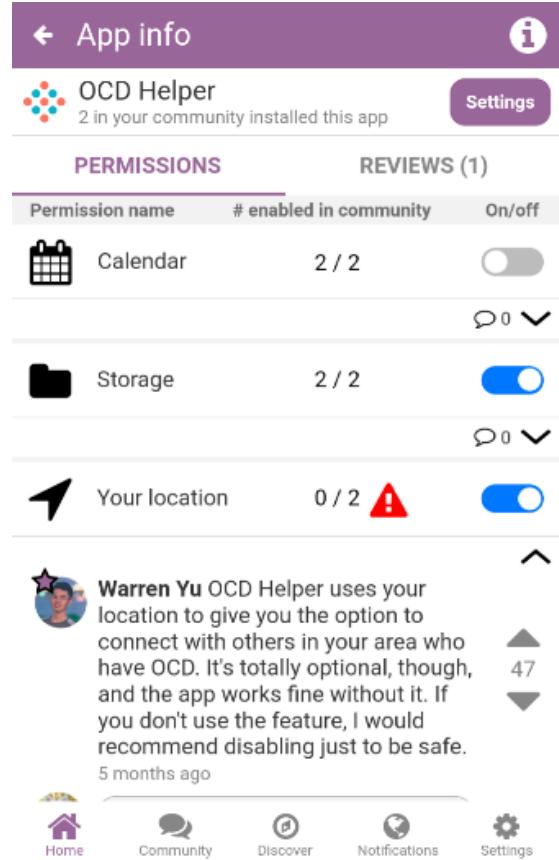 App info
OCD Helper
2 in your community installed this app
Settings
PERMISSIONS
REVIEWS (1)
Permission name # enabled in community On/off
Calendar 2 / 2
0
Storage 2 / 2
0
Your location 0 / 2
Warren Yu OCD Helper uses your
location to give you the option to
connect with others in your area who
have OCD. It's totally optional, though,
and the app works fine without it. If
you don't use the feature, I would
recommend disabling just to be safe.
47
5 months ago
Home Community Discover Notifications Settings